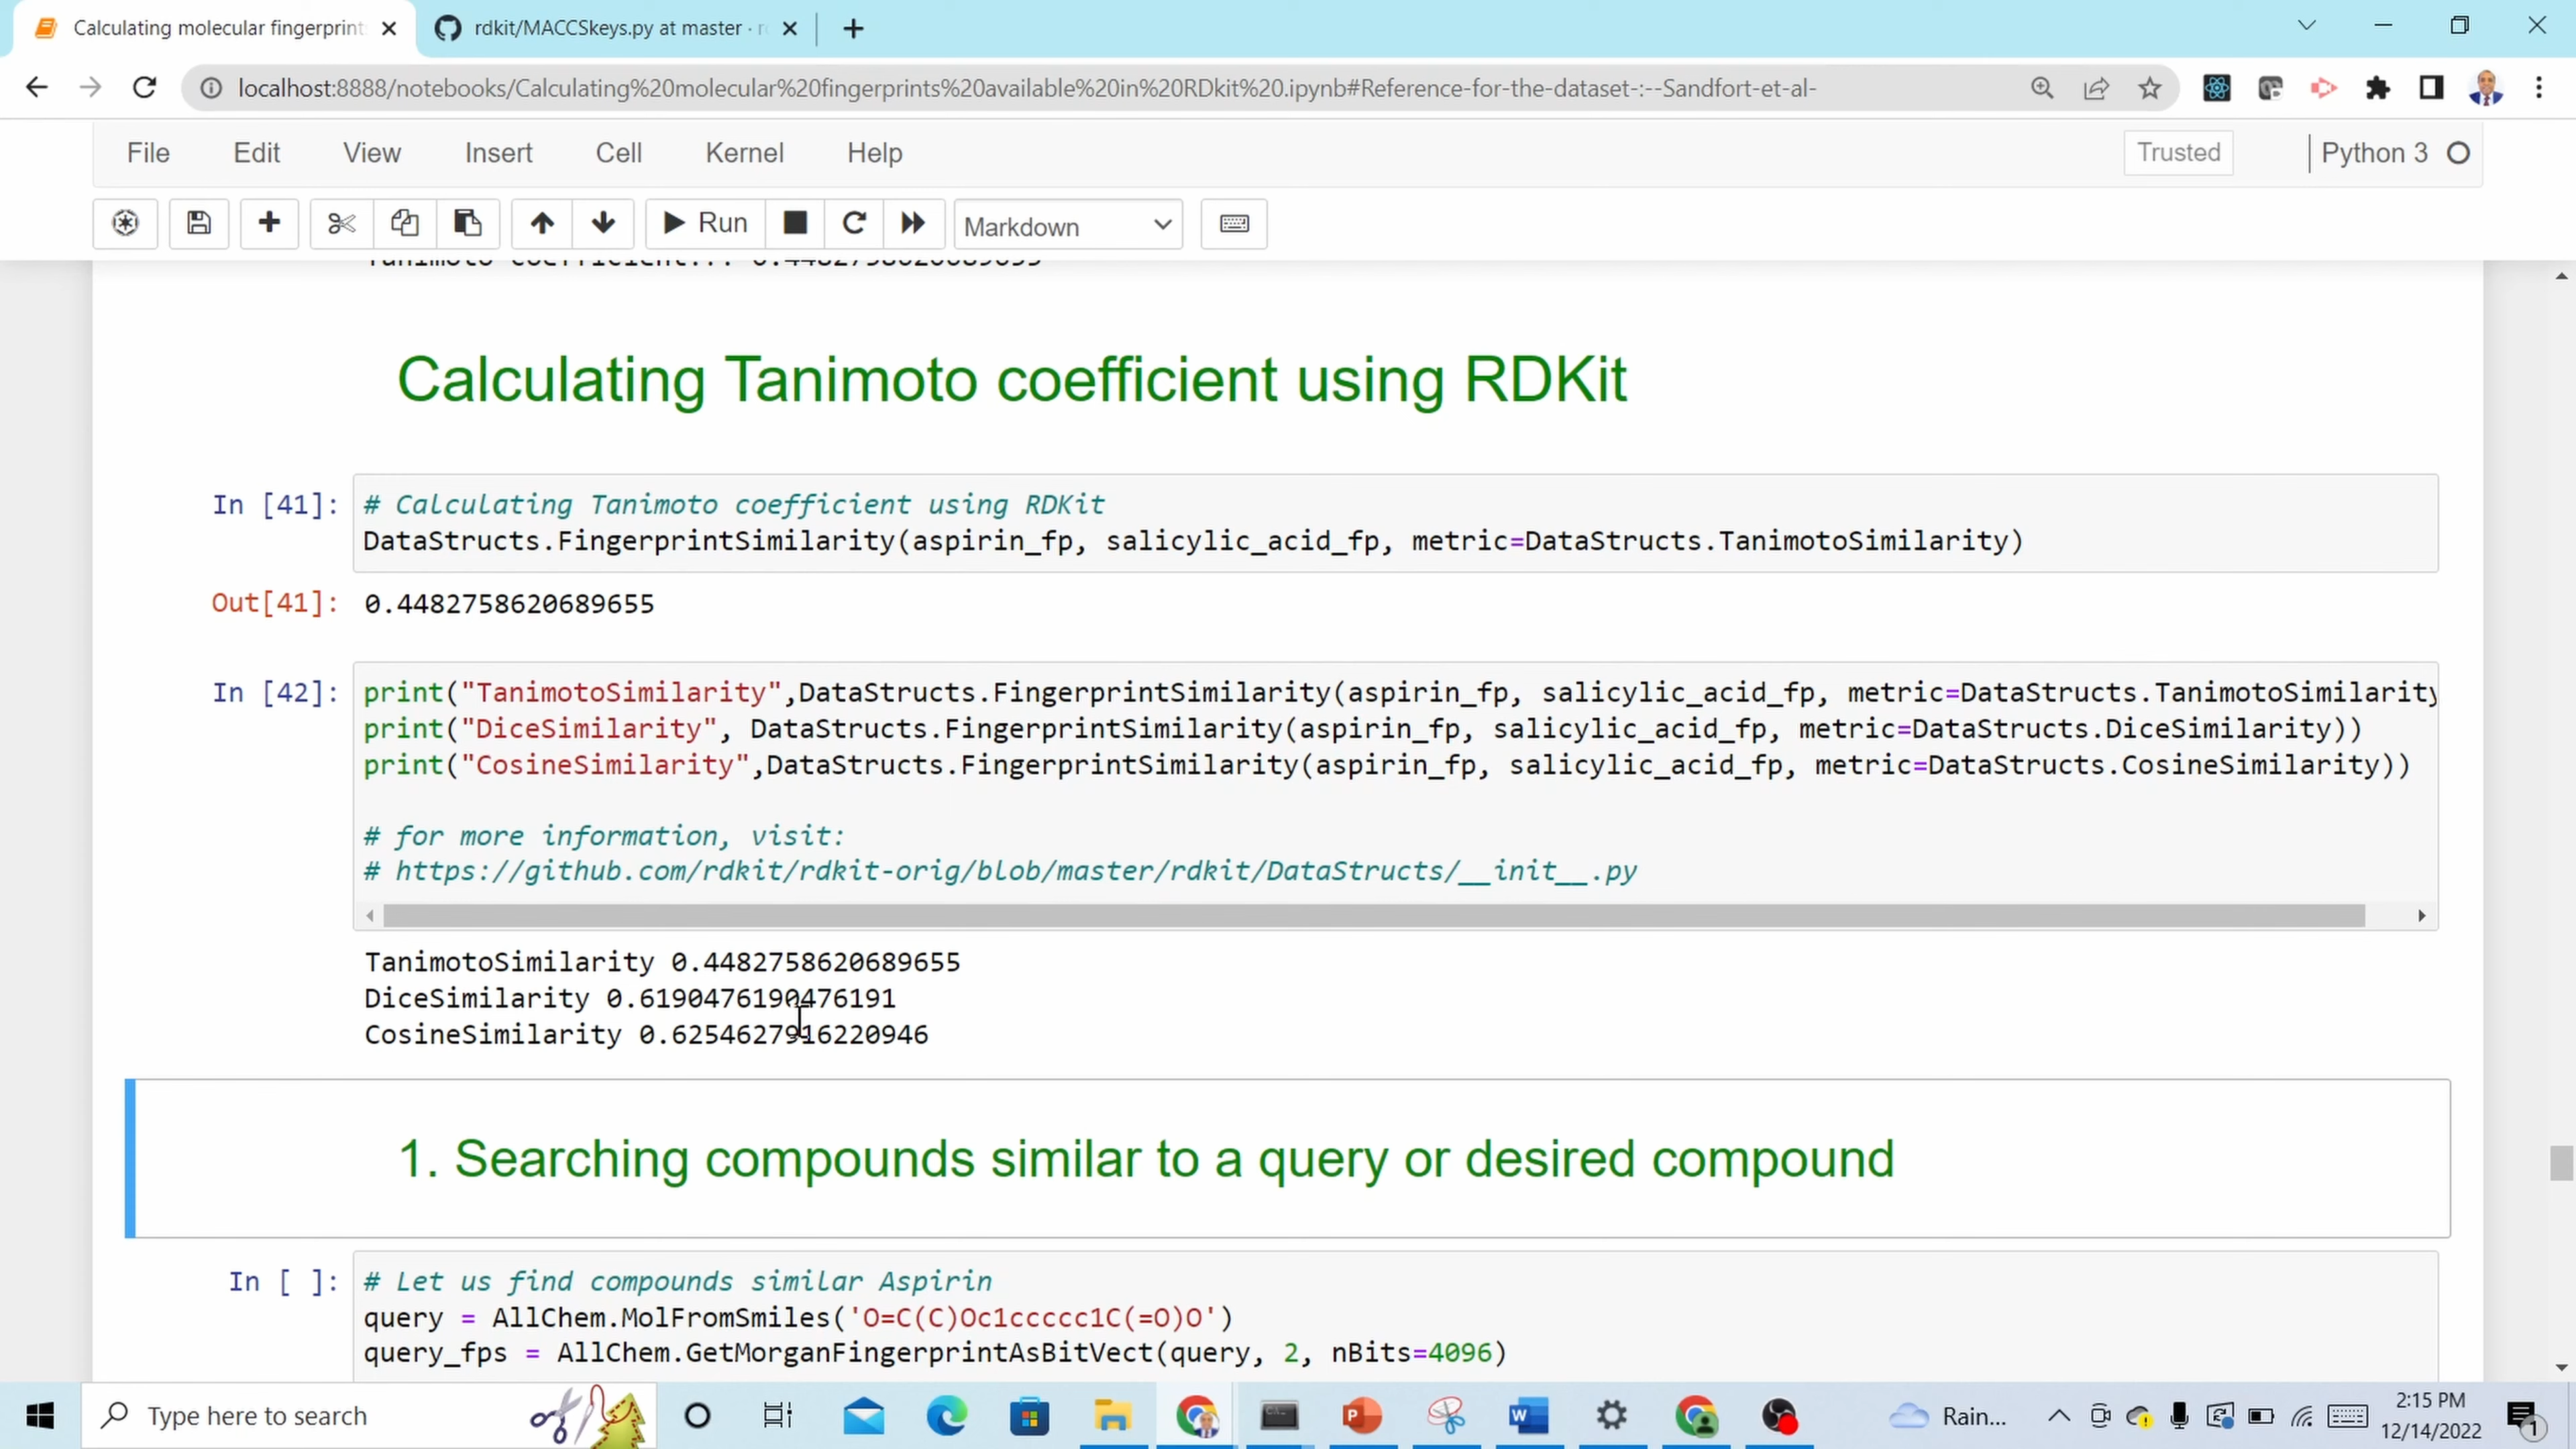 Calculating molecular fingerprint
rdkit/MACCSkeys.py at master · r
localhost:8888/notebooks/Calculating%20molecular%20fingerprints%20available%20in%20RDkit%20.ipynb#Reference-for-the-dataset-:--Sandfort-et-al-
File Edit View Insert Cell Kernel Help Trusted Python 3
Run Markdown
Calculating Tanimoto coefficient using RDKit
In [41]: # Calculating Tanimoto coefficient using RDKit
DataStructs.FingerprintSimilarity(aspirin_fp, salicylic_acid_fp, metric=DataStructs.TanimotoSimilarity)
Out[41]: 0.4482758620689655
In [42]: print("TanimotoSimilarity",DataStructs.FingerprintSimilarity(aspirin_fp, salicylic_acid_fp, metric=DataStructs.TanimotoSimilarity
print("DiceSimilarity", DataStructs.FingerprintSimilarity(aspirin_fp, salicylic_acid_fp, metric=DataStructs.DiceSimilarity))
print("CosineSimilarity",DataStructs.FingerprintSimilarity(aspirin_fp, salicylic_acid_fp, metric=DataStructs.CosineSimilarity))
# for more information, visit:
# https://github.com/rdkit/rdkit-orig/blob/master/rdkit/DataStructs/__init__.py
TanimotoSimilarity 0.4482758620689655
DiceSimilarity 0.6190476190476191
CosineSimilarity 0.6254627916220946
1. Searching compounds similar to a query or desired compound
In [ ]: # Let us find compounds similar Aspirin
query = AllChem.MolFromSmiles('O=C(C)Oc1ccccc1C(=O)O')
query_fps = AllChem.GetMorganFingerprintAsBitVect(query, 2, nBits=4096)
Type here to search
Rain...
2:15 PM
12/14/2022
1